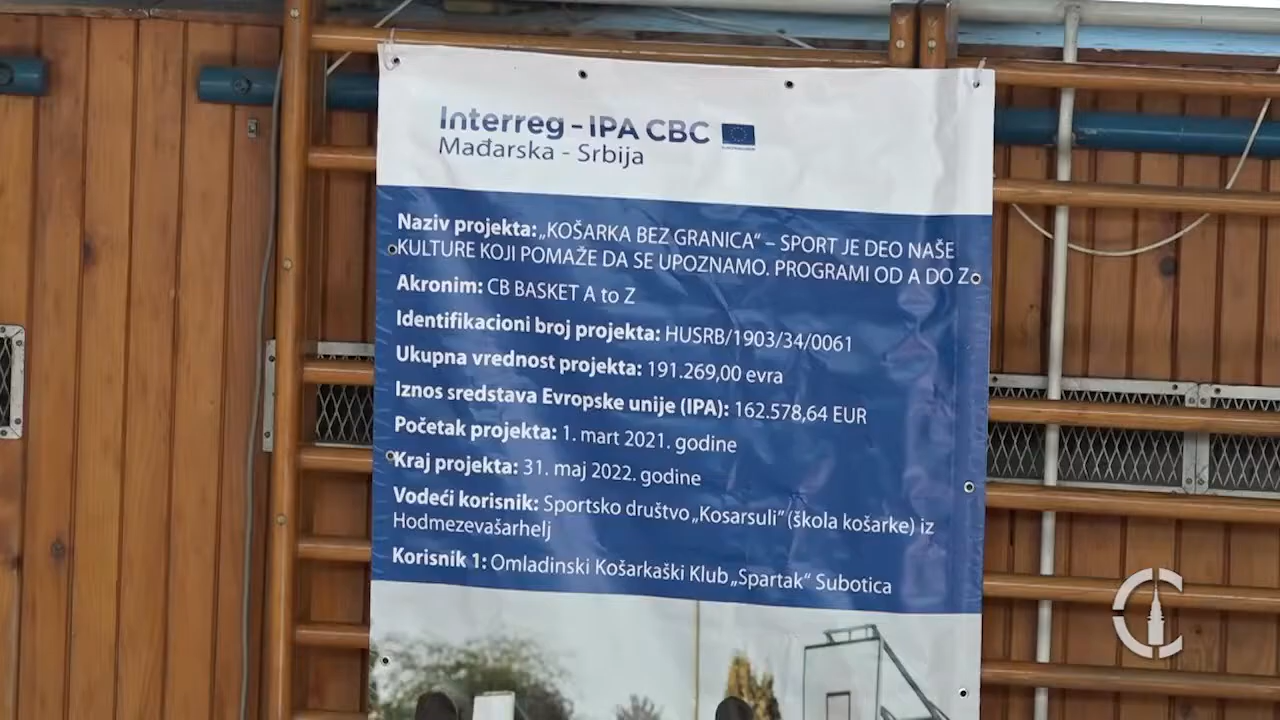 Interreg - IPA CBC
Mađarska - Srbija
Naziv projekta: „KOŠARKA BEZ GRANICA“ – SPORT JE DEO NAŠE
KULTURE KOJI POMAŽE DA SE UPOZNAMO. PROGRAMI OD A DO Z
Akronim: CB BASKET A to Z
Identifikacioni broj projekta: HUSRB/1903/34/0061
Ukupna vrednost projekta: 191.269,00 evra
Iznos sredstava Evropske unije (IPA): 162.578,64 EUR
Početak projekta: 1. mart 2021. godine
Kraj projekta: 31. maj 2022. godine
Vodeći korisnik: Sportsko društvo „Kosarsuli“ (škola košarke) iz
Hodmezevašarhelj
Korisnik 1: Omladinski Košarkaški Klub „Spartak“ Subotica